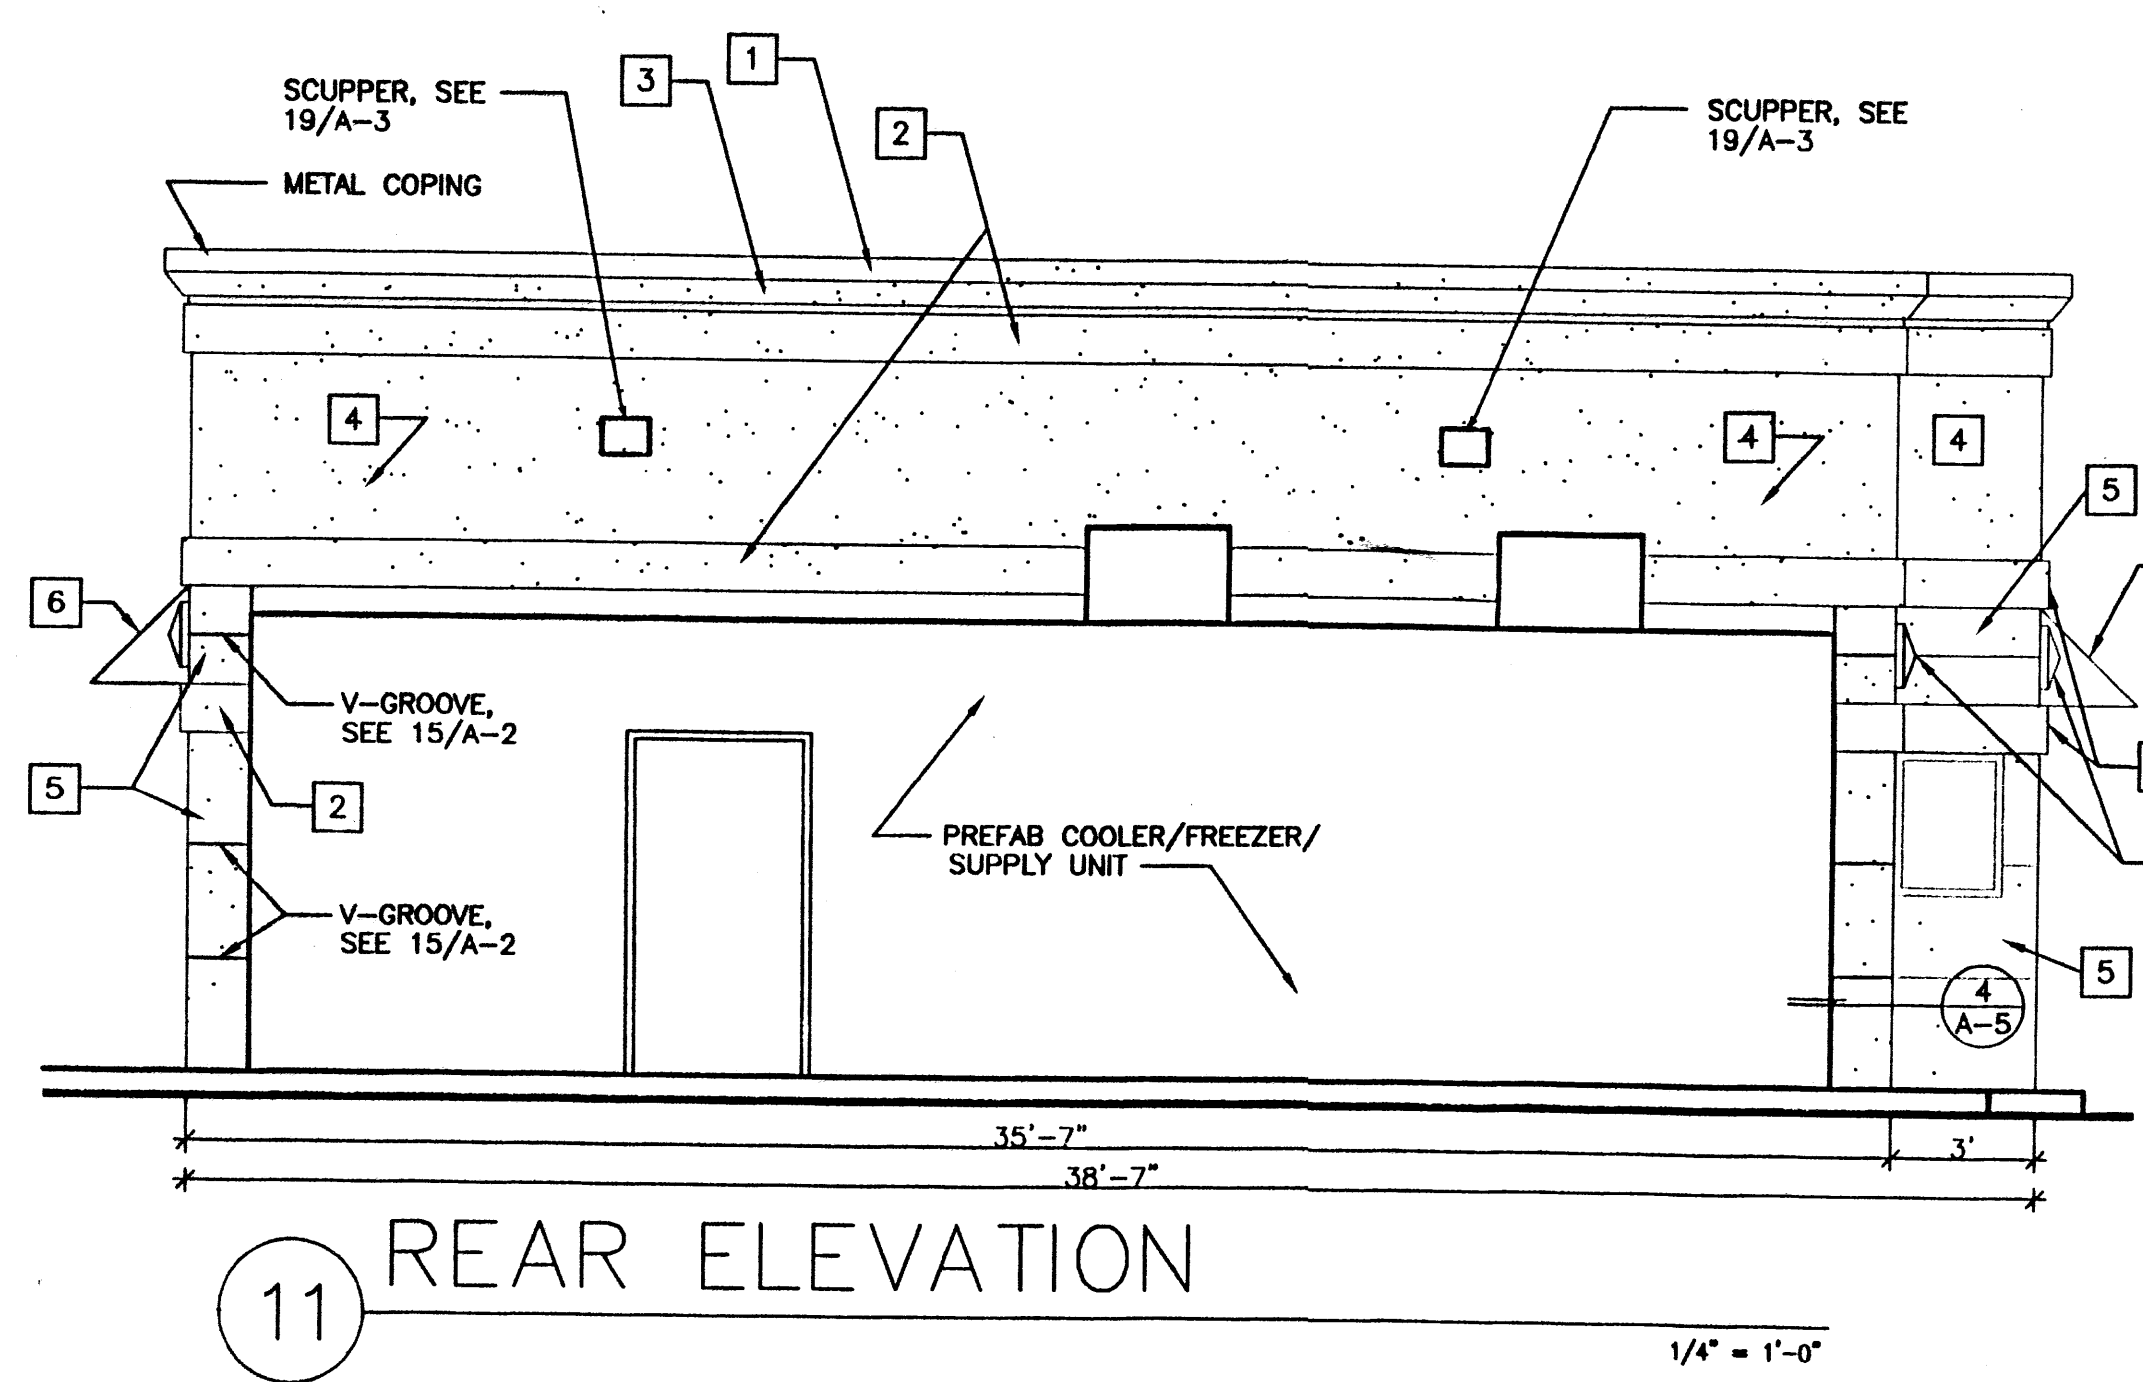 1
3
SCUPPER, SEE
19/A-3
2
SCUPPER, SEE
19/A-3
METAL COPING
4
4
4
5
6
V-GROOVE,
SEE 15/A-2
5
2
PREFAB COOLER/FREEZER/
SUPPLY UNIT
V-GROOVE,
SEE 15/A-2
5
4
A-5
35'-7"
3'
38'-7"
REAR ELEVATION
11
1/4" = 1'-0"